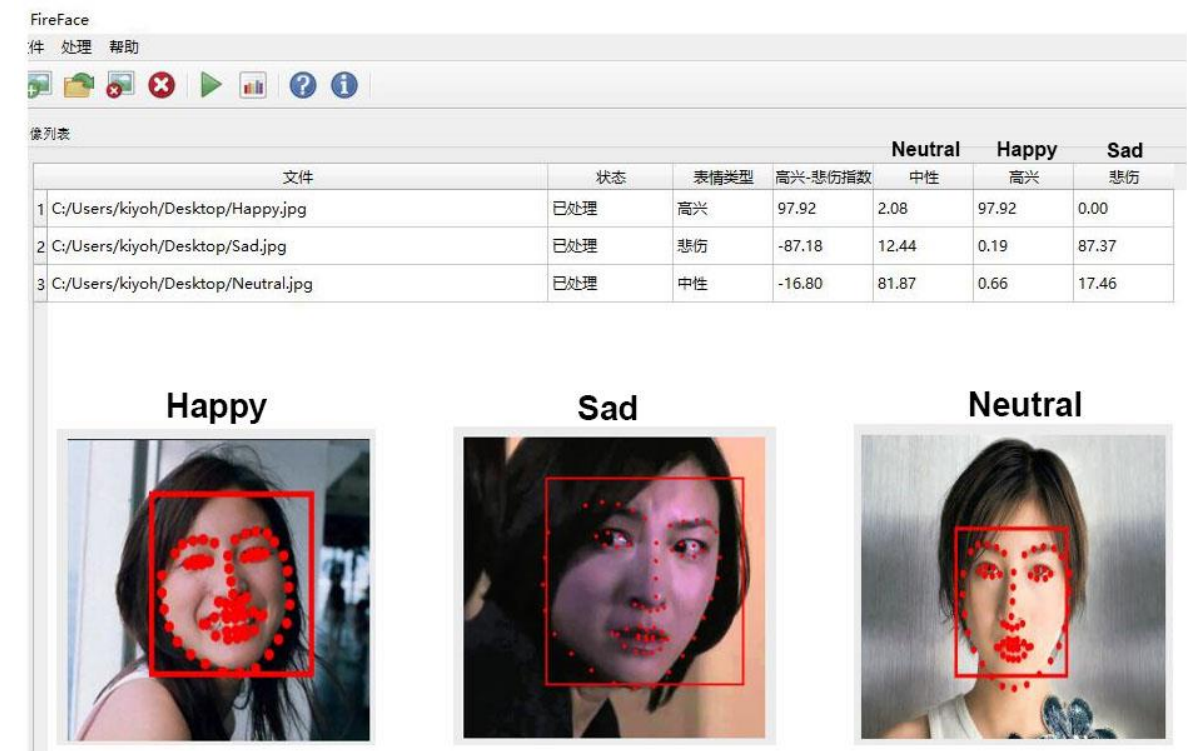 FireFace
件 处理 帮助
像列表
Neutral Happy Sad
文件 状态 表情类型 高兴-悲伤指数 中性 高兴 悲伤
1 C:/Users/kiyoh/Desktop/Happy.jpg 已处理 高兴 97.92 2.08 97.92 0.00
2 C:/Users/kiyoh/Desktop/Sad.jpg 已处理 悲伤 -87.18 12.44 0.19 87.37
3 C:/Users/kiyoh/Desktop/Neutral.jpg 已处理 中性 -16.80 81.87 0.66 17.46
Happy Sad Neutral